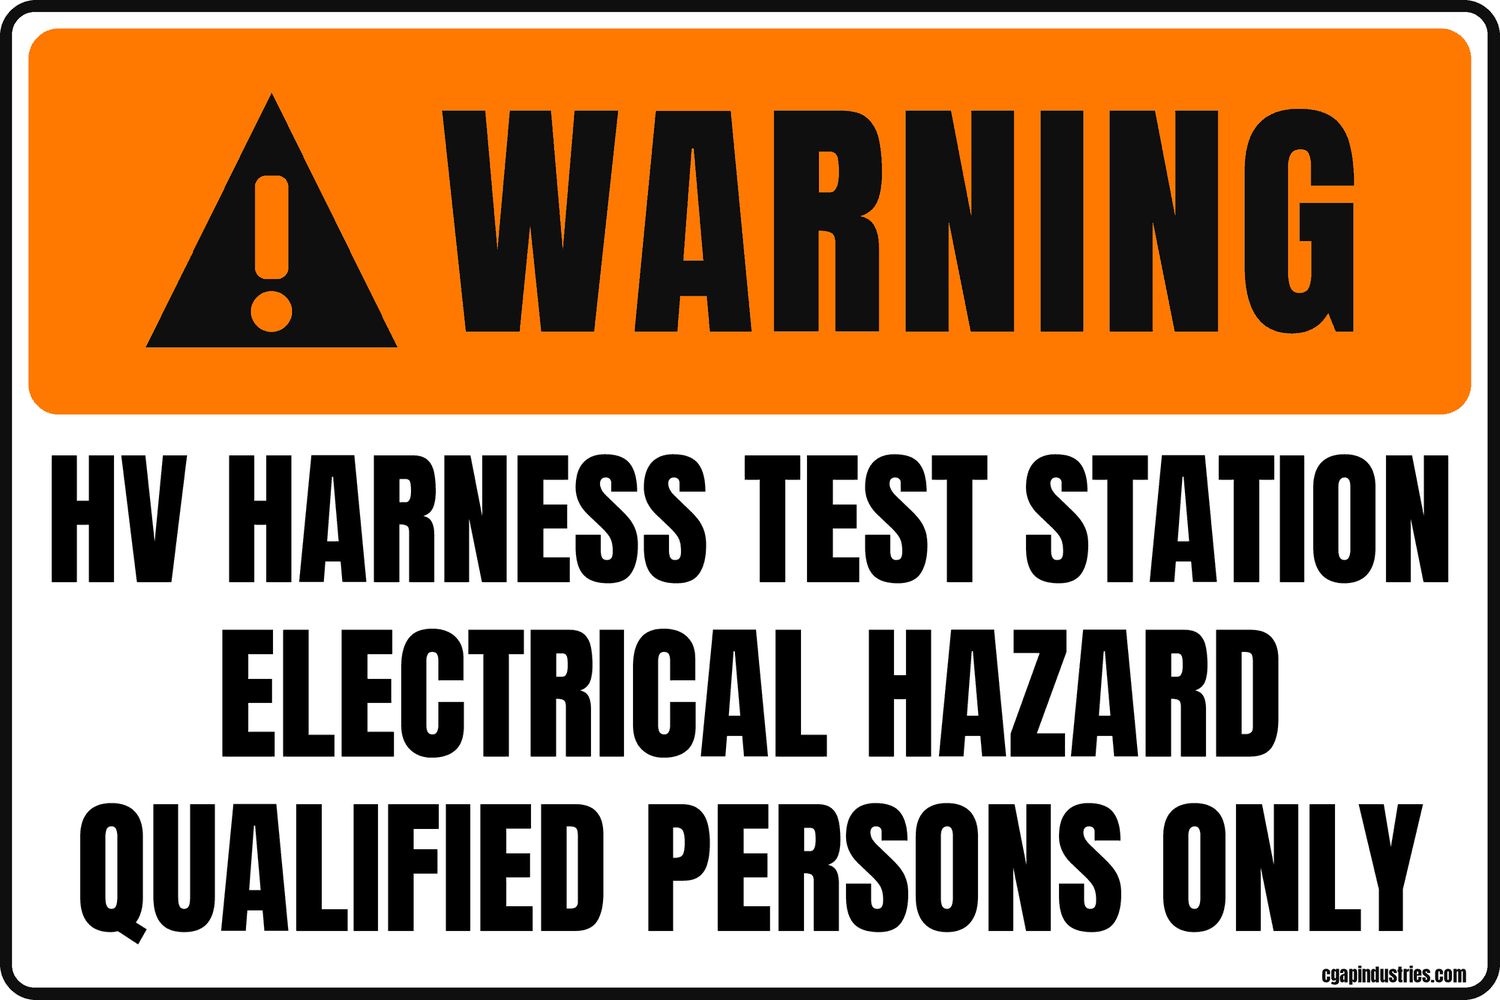 WARNING
HV HARNESS TEST STATION
ELECTRICAL HAZARD
QUALIFIED PERSONS ONLY
cgapindustries.com